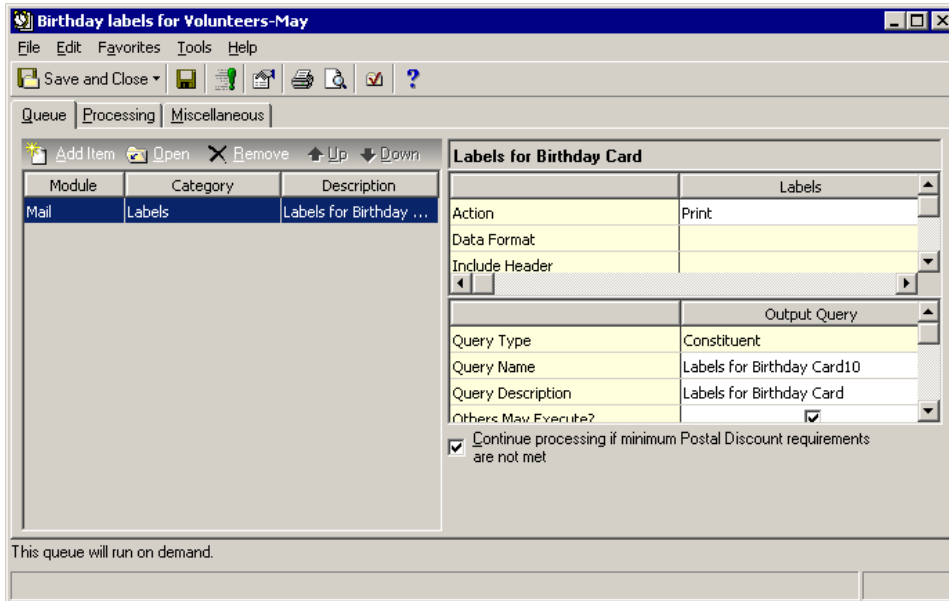 Birthday labels for Volunteers-May
File Edit Favorites Tools Help
Save and Close
Queue Processing Miscellaneous
Add Item Open Remove Up Down
Module Category Description
Mail Labels Labels for Birthday ...
Labels for Birthday Card
Labels
Action Print
Data Format
Include Header
Output Query
Query Type Constituent
Query Name Labels for Birthday Card10
Query Description Labels for Birthday Card
Others May Execute?
Continue processing if minimum Postal Discount requirements
are not met
This queue will run on demand.